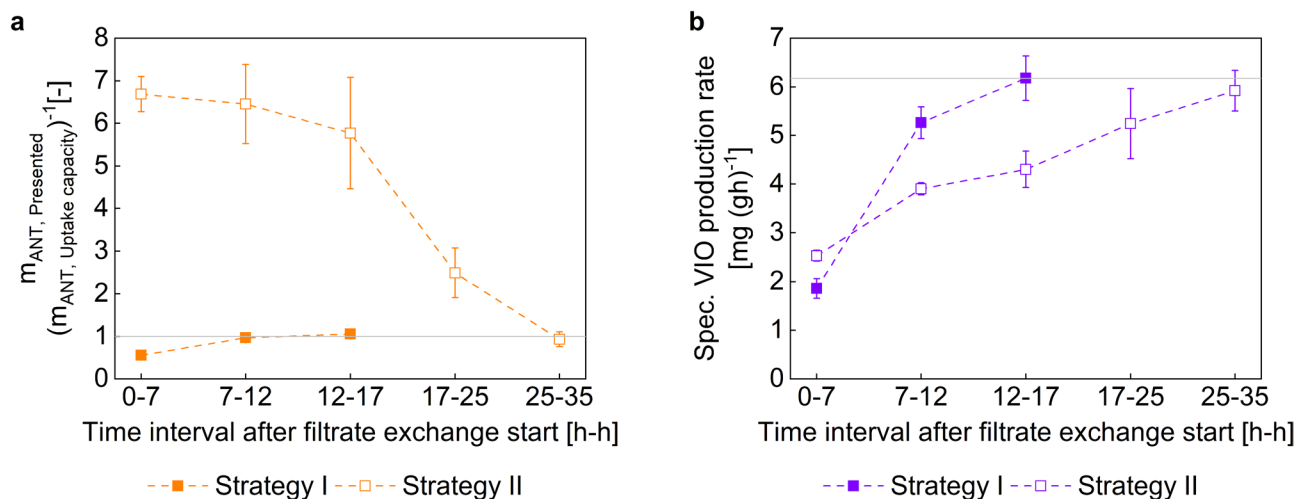 a
8
7
6
5
4
3
2
1
0
m_ANT, Presented
(m_ANT, Uptake capacity)^-1[-]
0-7 7-12 12-17 17-25 25-35
Time interval after filtrate exchange start [h-h]
Strategy I Strategy II
b
7
6
5
4
3
2
1
0
Spec. VIO production rate
[mg (gh)^-1]
0-7 7-12 12-17 17-25 25-35
Time interval after filtrate exchange start [h-h]
Strategy I Strategy II